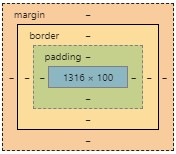 margin –
border –
padding –
– – – 1316 × 100 – – –
–
–
–